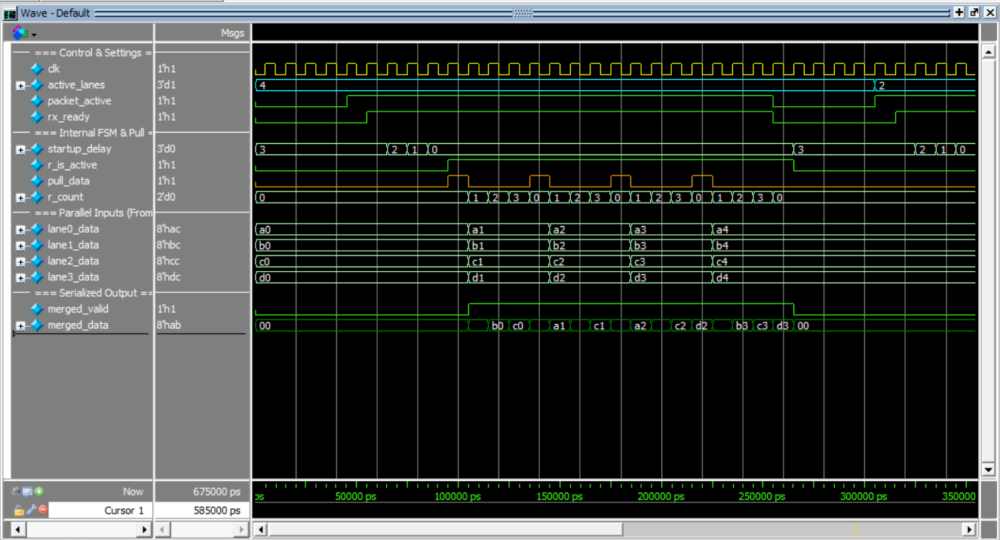 Wave - Default
Msgs
=== Control & Settings =
clk 1'h1
active_lanes 3'd1 4 2
packet_active 1'h1
rx_ready 1'h1
=== Internal FSM & Pull =
startup_delay 3'd0 3 2 1 0 3 2 1 0
r_is_active 1'h1
pull_data 1'h1
r_count 2'd0 0 1 2 3 0 1 2 3 0 1 2 3 0 1 2 3 0
=== Parallel Inputs (From
lane0_data 8'hac a0 a1 a2 a3 a4
lane1_data 8'hbc b0 b1 b2 b3 b4
lane2_data 8'hcc c0 c1 c2 c3 c4
lane3_data 8'hdc d0 d1 d2 d3 d4
=== Serialized Output ==
merged_valid 1'h1
merged_data 8'hab 00 b0 c0 a1 c1 a2 c2 d2 b3 c3 d3 00
Now 675000 ps ps 50000 ps 100000 ps 150000 ps 200000 ps 250000 ps 300000 ps 350000
Cursor 1 585000 ps